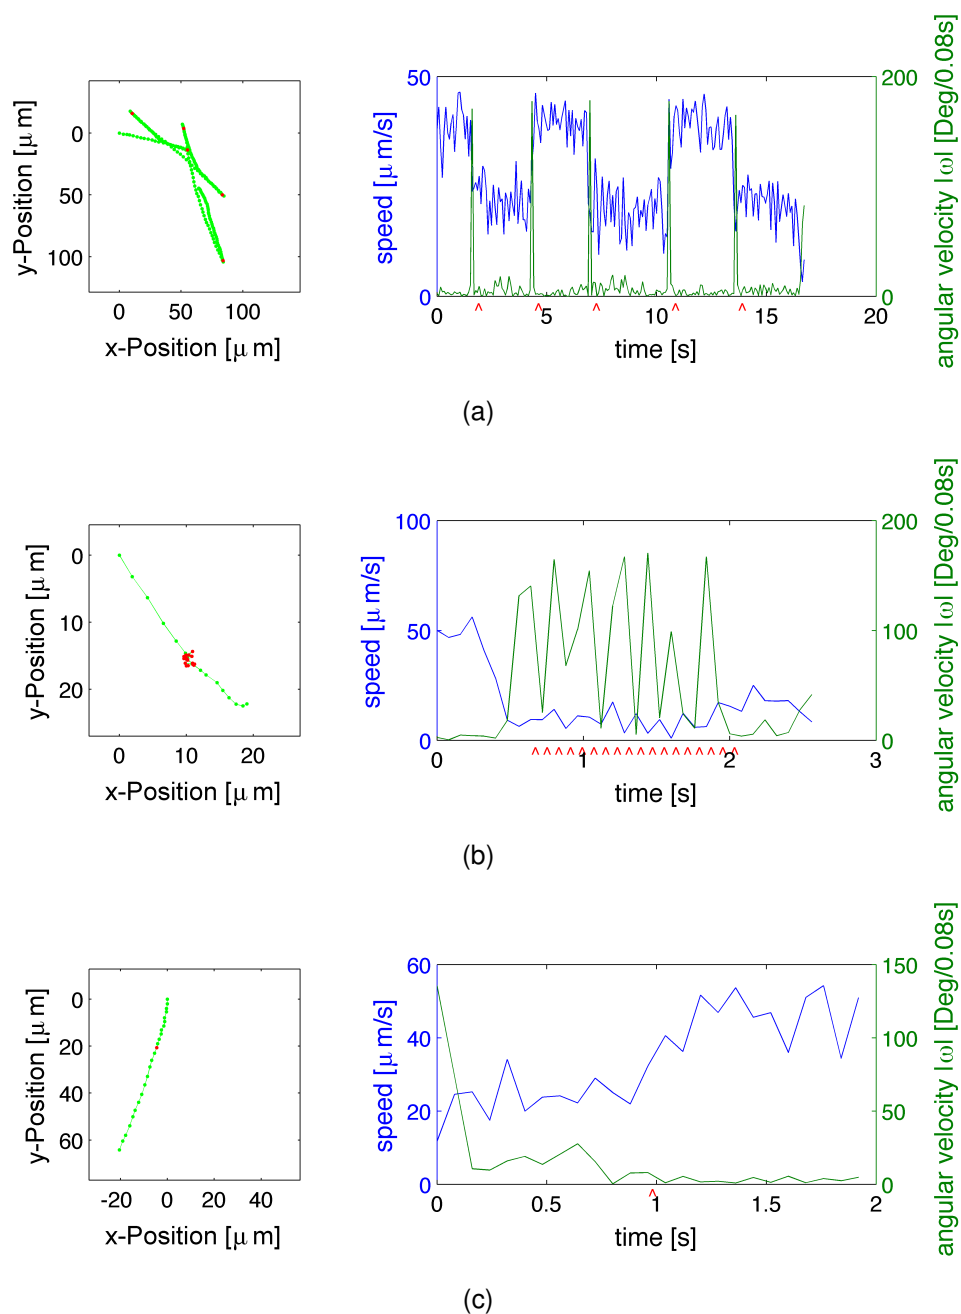 y-Position [μ m]
0
50
100
0 50 100
x-Position [μ m]
speed [μ m/s]
50
0
0 5 10 15 20
time [s]
200
100
0
angular velocity |ω| [Deg/0.08s]
^ ^ ^ ^ ^
(a)
y-Position [μ m]
0
10
20
0 10 20
x-Position [μ m]
speed [μ m/s]
100
50
0
0 1 2 3
time [s]
200
100
0
angular velocity |ω| [Deg/0.08s]
^ ^ ^ ^ ^ ^ ^ ^ ^ ^ ^ ^ ^ ^ ^ ^ ^ ^
(b)
y-Position [μ m]
0
20
40
60
-20 0 20 40
x-Position [μ m]
speed [μ m/s]
60
40
20
0
0 0.5 1 1.5 2
time [s]
150
100
50
0
angular velocity |ω| [Deg/0.08s]
^
(c)